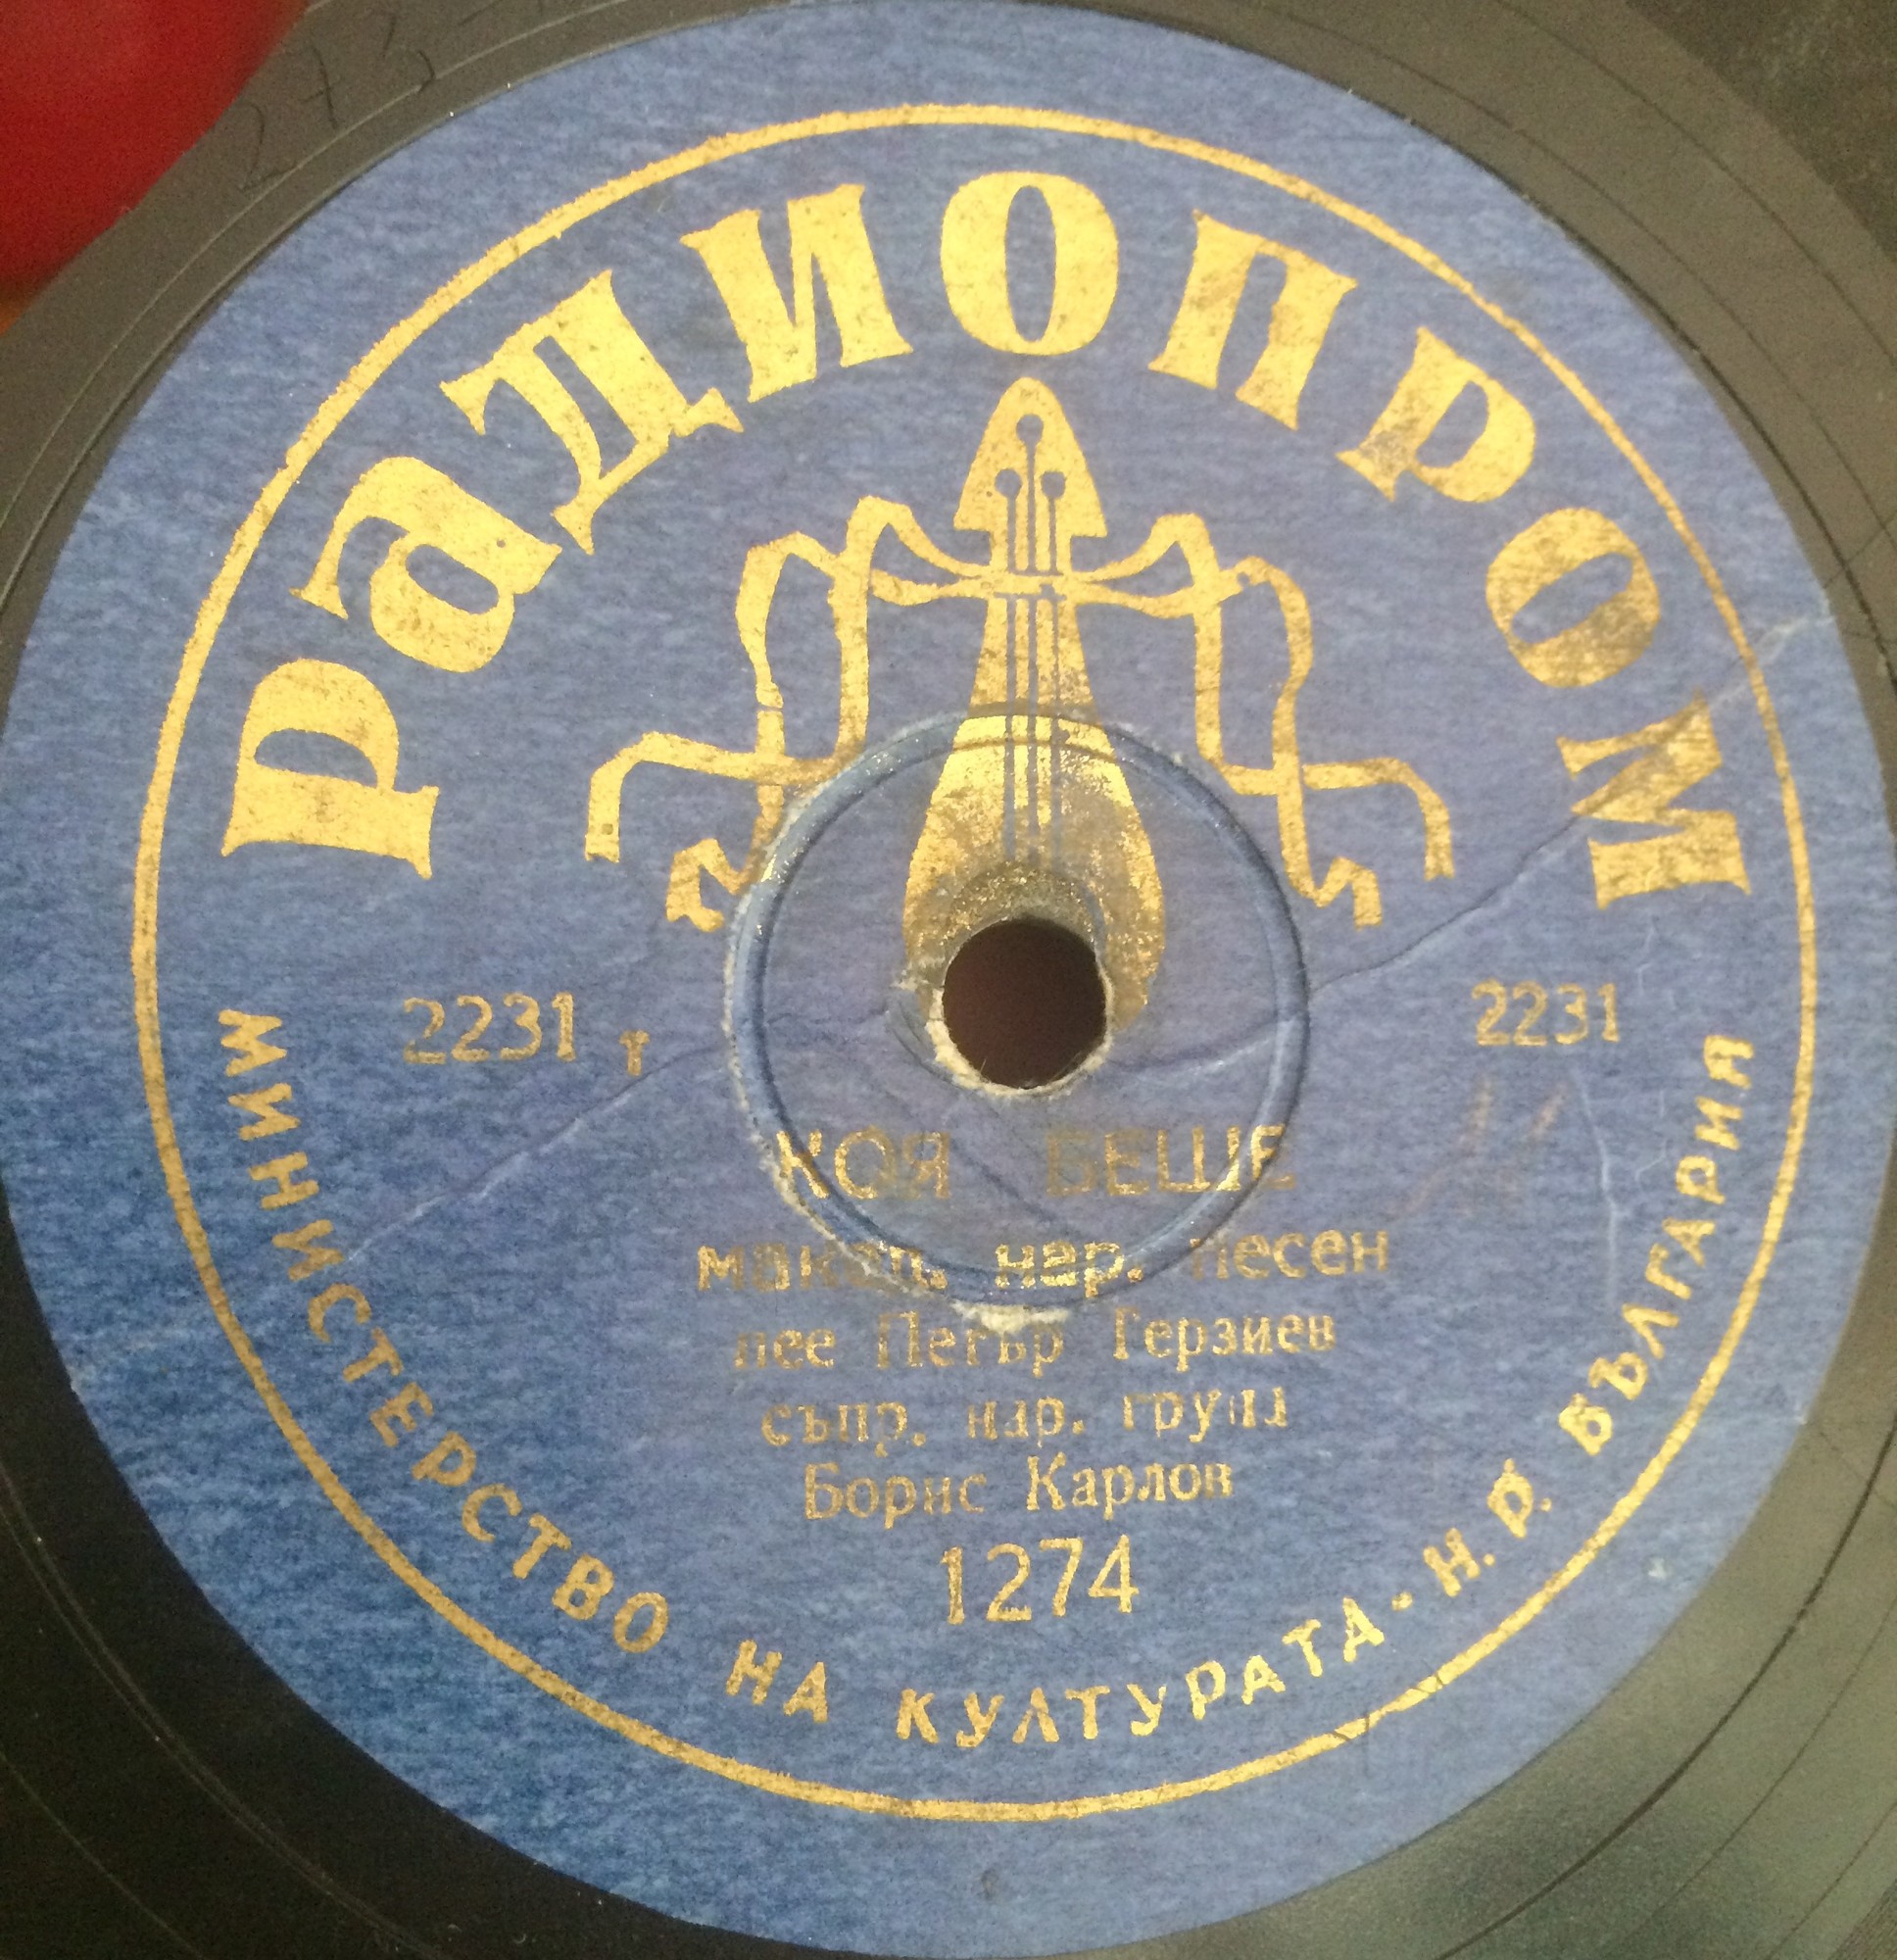 РАДИОПРОМ
2231 т
2231
КОЯ БЕШЕ
макед. нар. песен
пее Петър Герзиев
съпр. нар. група
Борис Карлов
1274
МИНИСТЕРСТВО НА КУЛТУРАТА - Н. Р. БЪЛГАРИЯ